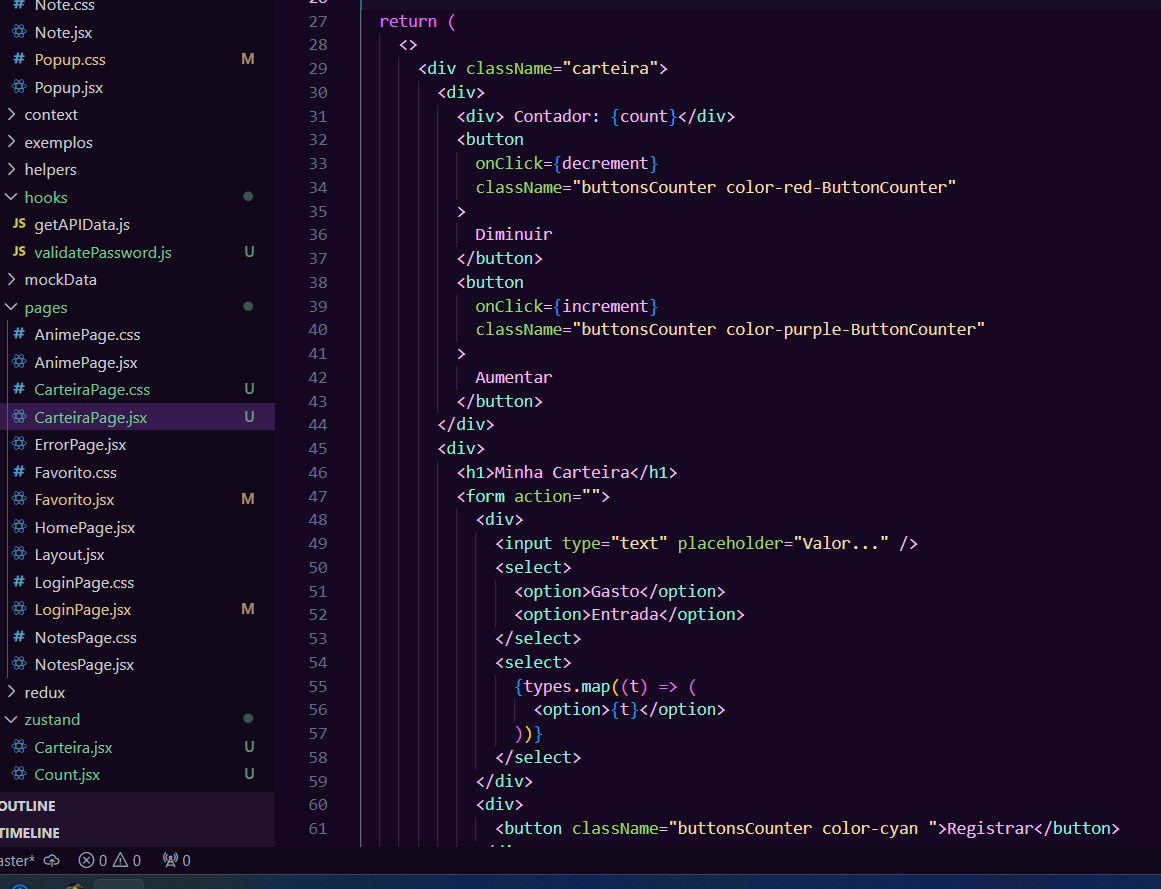 Note.css
Note.jsx
Popup.css M
Popup.jsx
context
exemplos
helpers
hooks
JS getAPIData.js
JS validatePassword.js U
mockData
pages
AnimePage.css
AnimePage.jsx
CarteiraPage.css U
CarteiraPage.jsx U
ErrorPage.jsx
Favorito.css
Favorito.jsx M
HomePage.jsx
Layout.jsx
LoginPage.css
LoginPage.jsx M
NotesPage.css
NotesPage.jsx
redux
zustand
Carteira.jsx U
Count.jsx U
OUTLINE
TIMELINE
aster* 0 0 0
26
27 return (
28 <>
29 <div className="carteira">
30 <div>
31 <div> Contador: {count}</div>
32 <button
33 onClick={decrement}
34 className="buttonsCounter color-red-ButtonCounter"
35 >
36 Diminuir
37 </button>
38 <button
39 onClick={increment}
40 className="buttonsCounter color-purple-ButtonCounter"
41 >
42 Aumentar
43 </button>
44 </div>
45 <div>
46 <h1>Minha Carteira</h1>
47 <form action="">
48 <div>
49 <input type="text" placeholder="Valor..." />
50 <select>
51 <option>Gasto</option>
52 <option>Entrada</option>
53 </select>
54 <select>
55 {types.map((t) => (
56 <option>{t}</option>
57 ))}
58 </select>
59 </div>
60 <div>
61 <button className="buttonsCounter color-cyan ">Registrar</button>